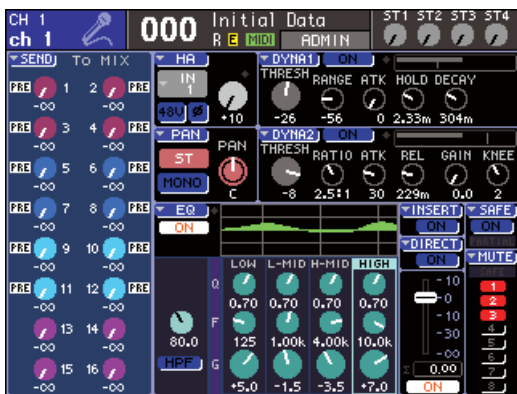 CH 1 000 Initial Data ST1 ST2 ST3 ST4
ch 1 R E MIDI ADMIN
SEND To MIX
PRE 1 2 PRE
-∞ -∞
PRE 3 4 PRE
-∞ -∞
PRE 5 6 PRE
-∞ -∞
PRE 7 8 PRE
-∞ -∞
PRE 9 10 PRE
-∞ -∞
PRE 11 12 PRE
-∞ -∞
13 14
-∞ -∞
15 16
-∞ -∞
HA
IN 1
48V Ø +10
PAN
ST PAN
MONO C
DYNA1 ON
THRESH RANGE ATK HOLD DECAY
-26 -56 0 2.33m 304m
DYNA2 ON
THRESH RATIO ATK REL GAIN KNEE
-8 2.5:1 30 229m 0.0 2
EQ
ON
LOW L-MID H-MID HIGH
Q 0.70 0.70 0.70 0.70
80.0 F 125 1.00k 4.00k 10.0k
HPF G +5.0 -1.5 -3.5 +7.0
INSERT
ON
DIRECT
ON
10
0
-10
-30
-∞
Σ 0.00
ON
SAFE
ON
PARTIAL
MUTE
SAFE
1
2
3
4
5
6
7
8